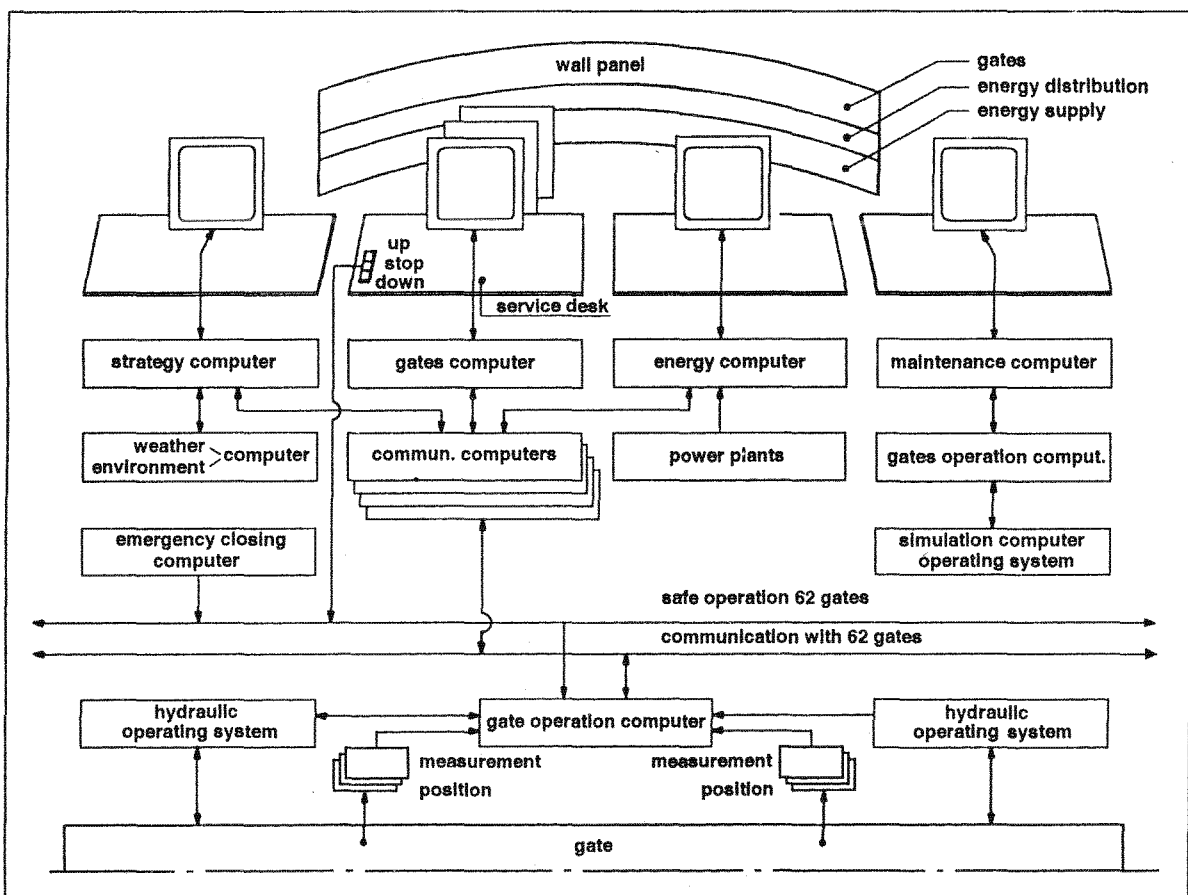 wall panel
gates
energy distribution
energy supply
up
stop
down
service desk
strategy computer
gates computer
energy computer
maintenance computer
weather
environment
computer
commun. computers
power plants
gates operation comput.
emergency closing
computer
simulation computer
operating system
safe operation 62 gates
communication with 62 gates
hydraulic
operating system
gate operation computer
hydraulic
operating system
measurement
position
measurement
position
gate